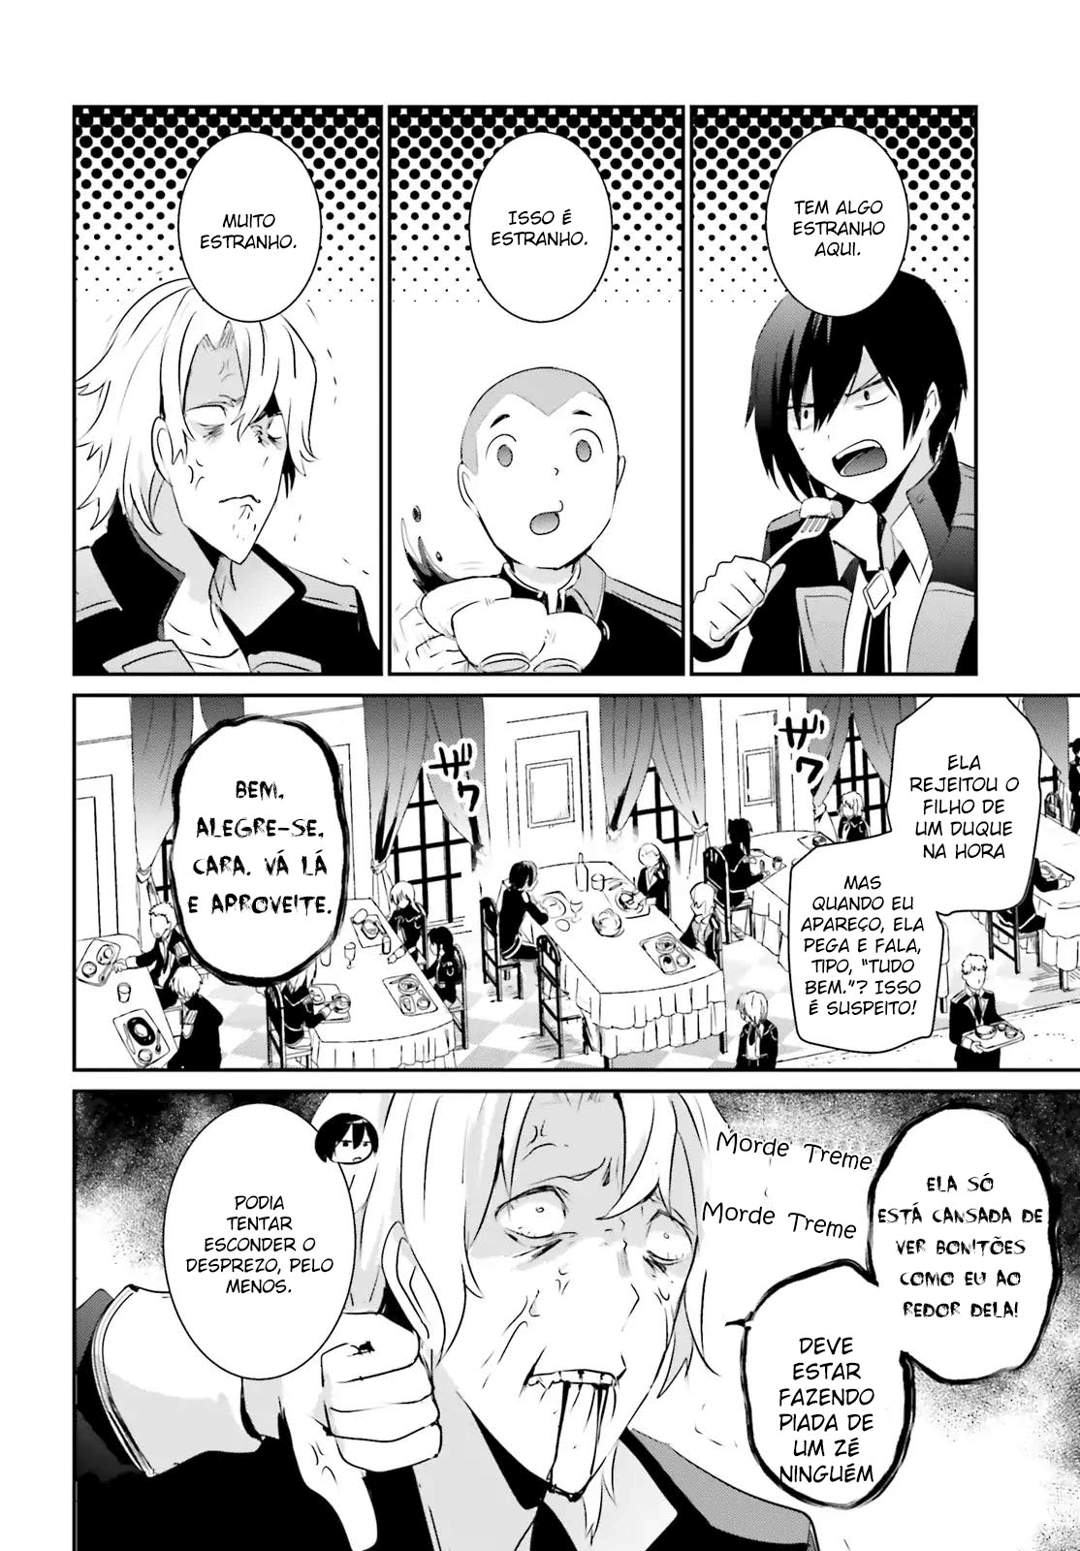 TEM ALGO
ESTRANHO
AQUI.
ISSO É
ESTRANHO.
MUITO
ESTRANHO.
ELA
REJEITOU O
FILHO DE
UM DUQUE
NA HORA
MAS
QUANDO EU
APAREÇO, ELA
PEGA E FALA,
TIPO, "TUDO
BEM."? ISSO
É SUSPEITO!
ザワ
ザワ
BEM,
ALEGRE-SE,
CARA. VÁ LÁ
E APROVEITE.
ELA SÓ
ESTÁ CANSADA DE
VER BONITÕES
COMO EU AO
REDOR DELA!
DEVE
ESTAR
FAZENDO
PIADA DE
UM ZÉ
NINGUÉM
Morde Treme
Morde Treme
PODIA
TENTAR
ESCONDER O
DESPREZO, PELO
MENOS.